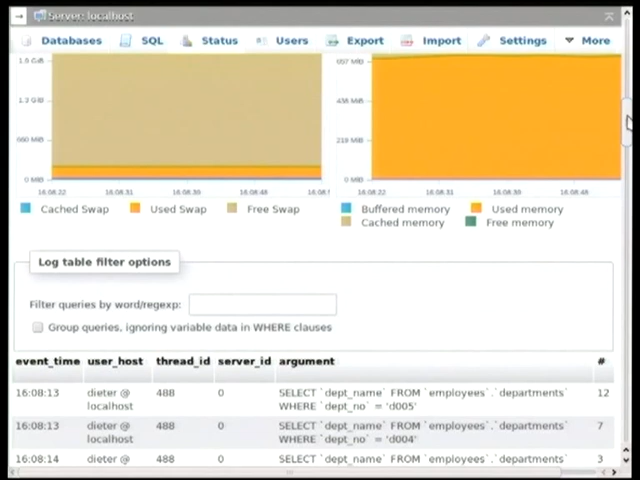 Server: localhost
Databases SQL Status Users Export Import Settings More
1.2 GiB
0 MiB
16:08:22 16:08:31 16:08:39 16:08:48
438 MiB
219 MiB
0 MiB
16:08:22 16:08:31 16:08:39 16:08:48
Cached Swap Used Swap Free Swap
Buffered memory Used memory
Cached memory Free memory
Log table filter options
Filter queries by word/regexp:
Group queries, ignoring variable data in WHERE clauses
event_time user_host thread_id server_id argument #
16:08:13 dieter @ localhost 488 0 SELECT `dept_name` FROM `employees`.`departments` WHERE `dept_no` = 'd005' 12
16:08:13 dieter @ localhost 488 0 SELECT `dept_name` FROM `employees`.`departments` WHERE `dept_no` = 'd004' 7
16:08:14 dieter @ 488 0 SELECT `dept_name` FROM `employees`.`departments` 3